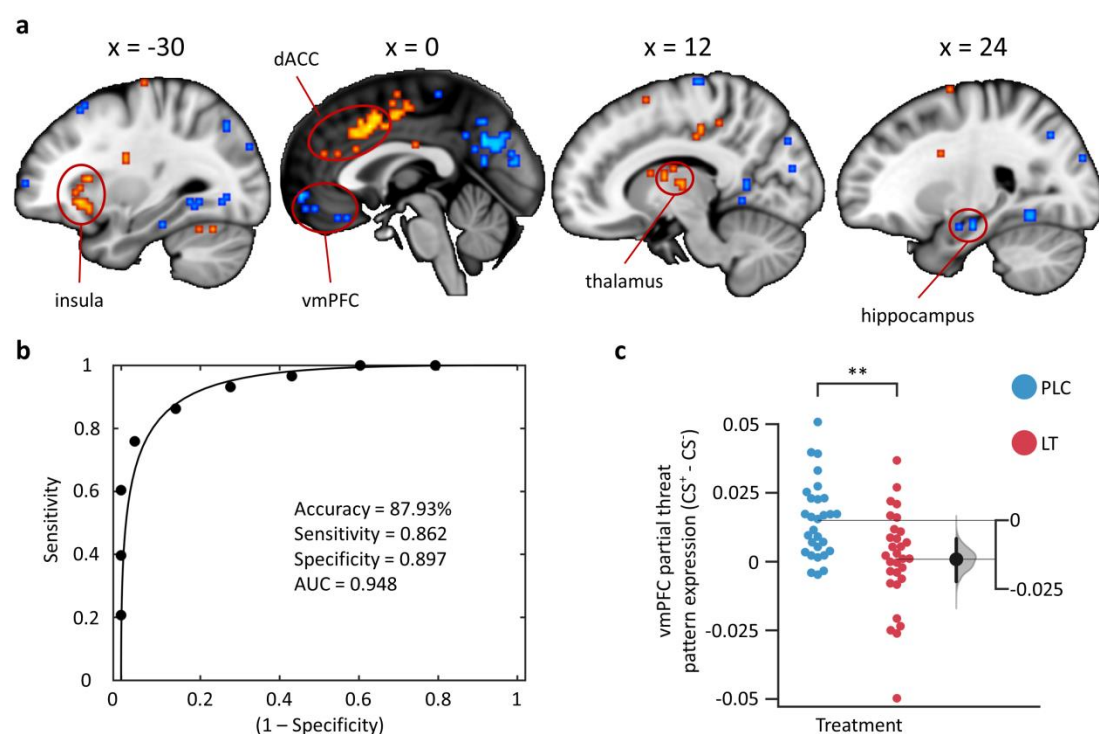 a
x = -30
x = 0
x = 12
x = 24
dACC
insula
vmPFC
thalamus
hippocampus
b
1
0.8
0.6
0.4
0.2
0
Sensitivity
Accuracy = 87.93%
Sensitivity = 0.862
Specificity = 0.897
AUC = 0.948
0
0.2
0.4
0.6
0.8
1
(1 – Specificity)
c
**
PLC
LT
0.05
0.025
0
-0.025
-0.05
vmPFC partial threat
pattern expression (CS⁺ - CS⁻)
0
-0.025
Treatment